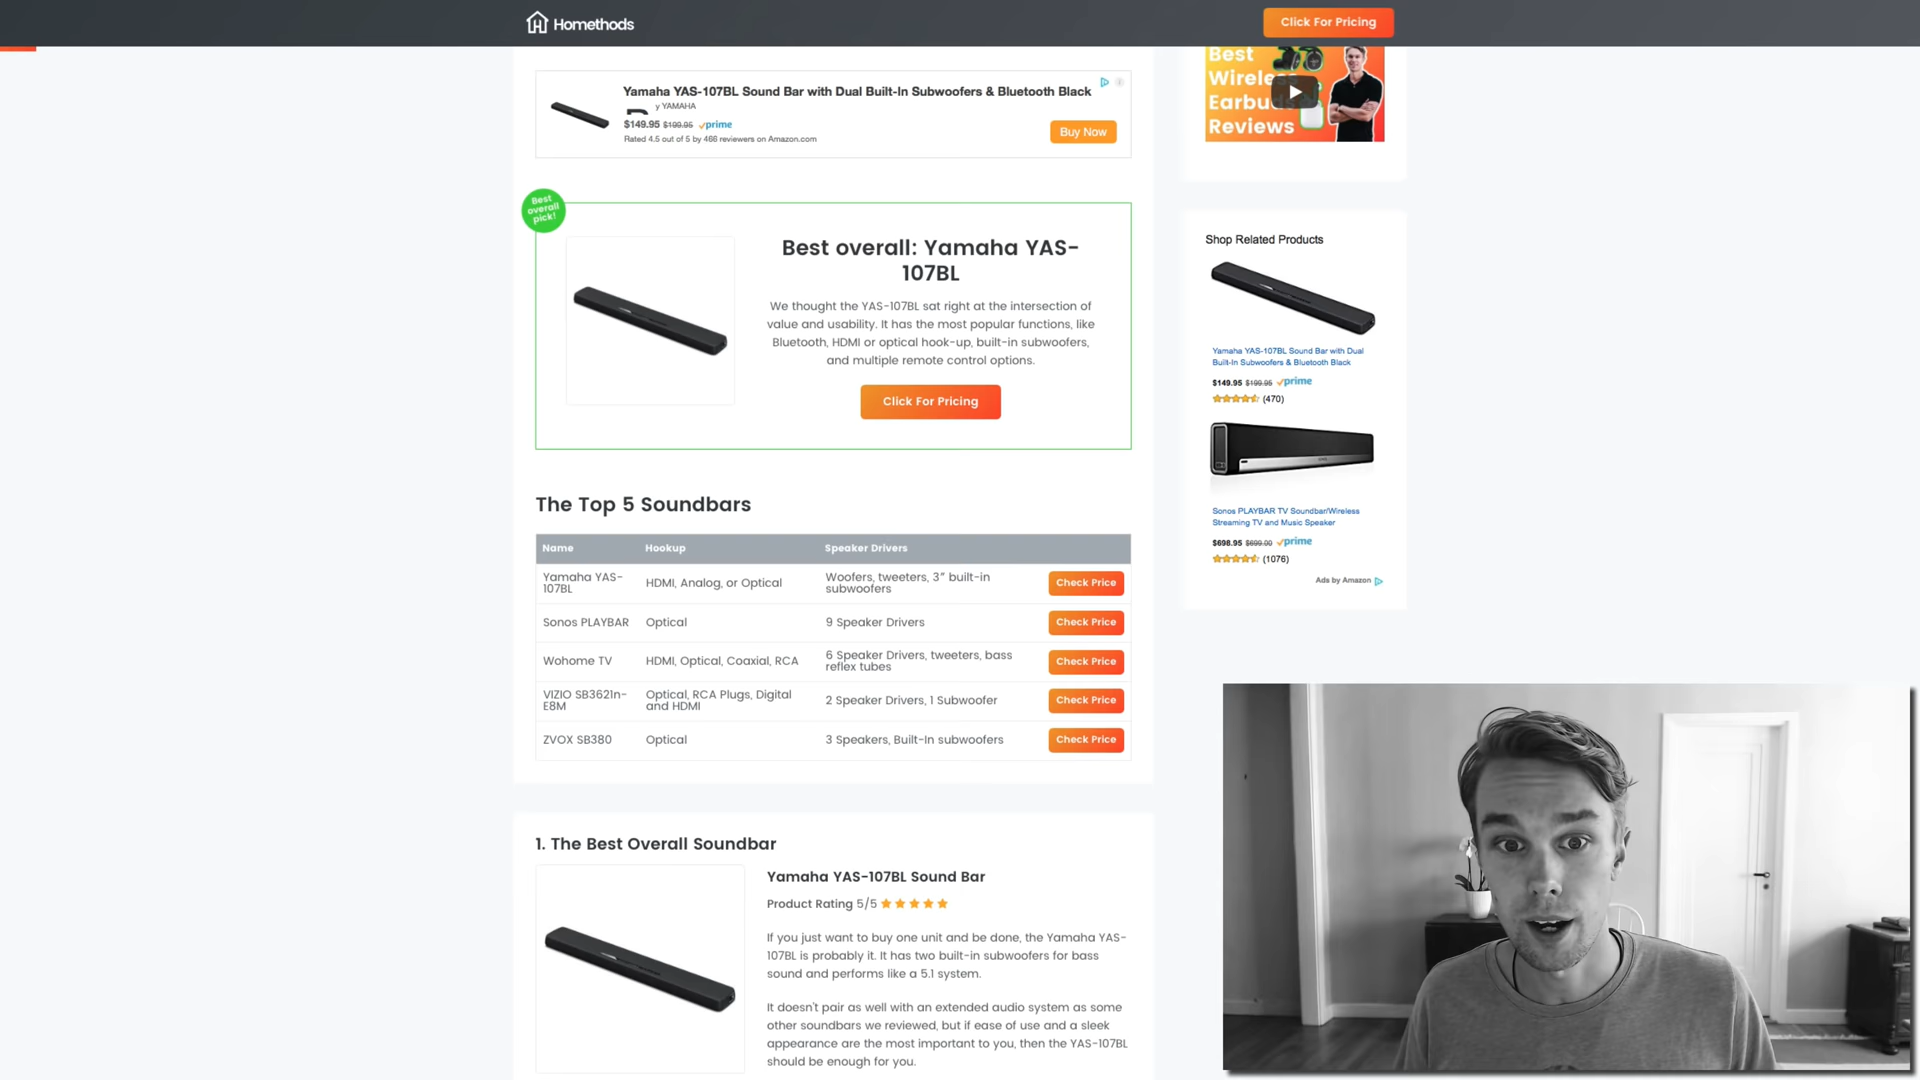 Homethods
Click For Pricing
Yamaha YAS-107BL Sound Bar with Dual Built-In Subwoofers & Bluetooth Black
y YAMAHA
$149.95 $199.95 prime
Rated 4.5 out of 5 by 466 reviewers on Amazon.com
Buy Now
Best
overall
pick!
Best overall: Yamaha YAS-
107BL
We thought the YAS-107BL sat right at the intersection of
value and usability. It has the most popular functions, like
Bluetooth, HDMI or optical hook-up, built-in subwoofers,
and multiple remote control options.
Click For Pricing
The Top 5 Soundbars
Name Hookup Speaker Drivers
Yamaha YAS-
107BL
HDMI, Analog, or Optical
Woofers, tweeters, 3” built-in
subwoofers
Check Price
Sonos PLAYBAR Optical 9 Speaker Drivers Check Price
Wohome TV HDMI, Optical, Coaxial, RCA
6 Speaker Drivers, tweeters, bass
reflex tubes
Check Price
VIZIO SB3621n-
E8M
Optical, RCA Plugs, Digital
and HDMI
2 Speaker Drivers, 1 Subwoofer Check Price
ZVOX SB380 Optical 3 Speakers, Built-In subwoofers Check Price
1. The Best Overall Soundbar
Yamaha YAS-107BL Sound Bar
Product Rating 5/5
If you just want to buy one unit and be done, the Yamaha YAS-
107BL is probably it. It has two built-in subwoofers for bass
sound and performs like a 5.1 system.
It doesn't pair as well with an extended audio system as some
other soundbars we reviewed, but if ease of use and a sleek
appearance are the most important to you, then the YAS-107BL
should be enough for you.
Best
Wireless
Earbuds
Reviews
Shop Related Products
Yamaha YAS-107BL Sound Bar with Dual
Built-In Subwoofers & Bluetooth Black
$149.95 $199.95 prime
(470)
Sonos PLAYBAR TV Soundbar/Wireless
Streaming TV and Music Speaker
$698.95 $699.00 prime
(1076)
Ads by Amazon